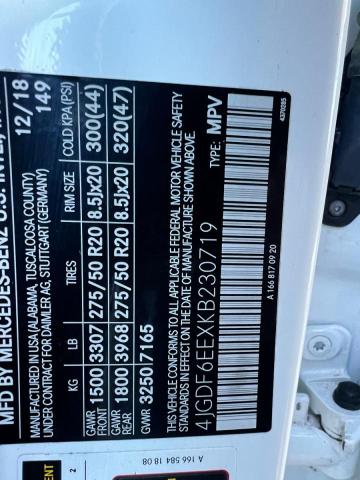 MFD BY MERCEDES-BENZ U.S. INTL,
MFG. IN USA (ALABAMA, TUSCALOOSA COUNTY)
FOR DAIMLER AG, STUTTGART (GERMANY)
12/18
149
KG LB TIRES RIM SIZE COLD KPA(PSI)
GAWR FRONT 1500 3307 275/50 R20 8.5Jx20 300(44)
GAWR REAR 1800 3968 275/50 R20 8.5Jx20 320(47)
GVWR 3250 7165
THIS VEHICLE CONFORMS TO ALL APPLICABLE FEDERAL MOTOR VEHICLE SAFETY
STANDARDS IN EFFECT ON THE DATE OF
MANUFACTURE SHOWN ABOVE.
4JGDF6EEXKB230719 TYPE: MPV
A 166 817 09 20
4370285
A 166 584 18 08
2